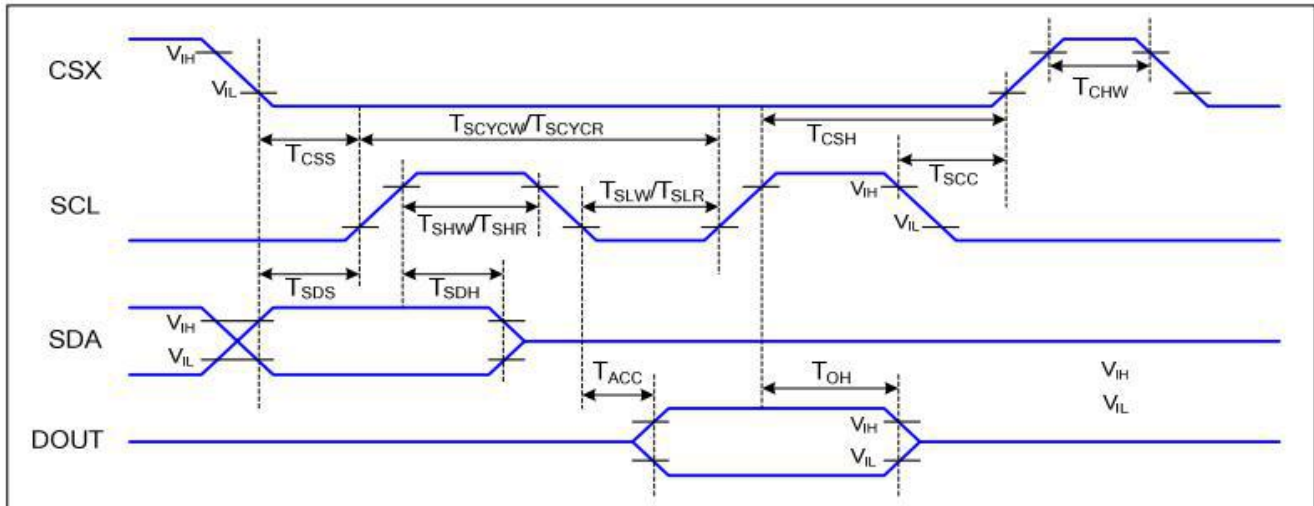 CSX
VIH
VIL
TCHW
TSCYCW/TSCYCR
TCSS
TCSH
TSCC
SCL
TSLW/TSLR
VIH
TSHW/TSHR
VIL
TSDS
TSDH
SDA
VIH
VIL
TACC
TOH
VIH
VIL
DOUT
VIH
VIL